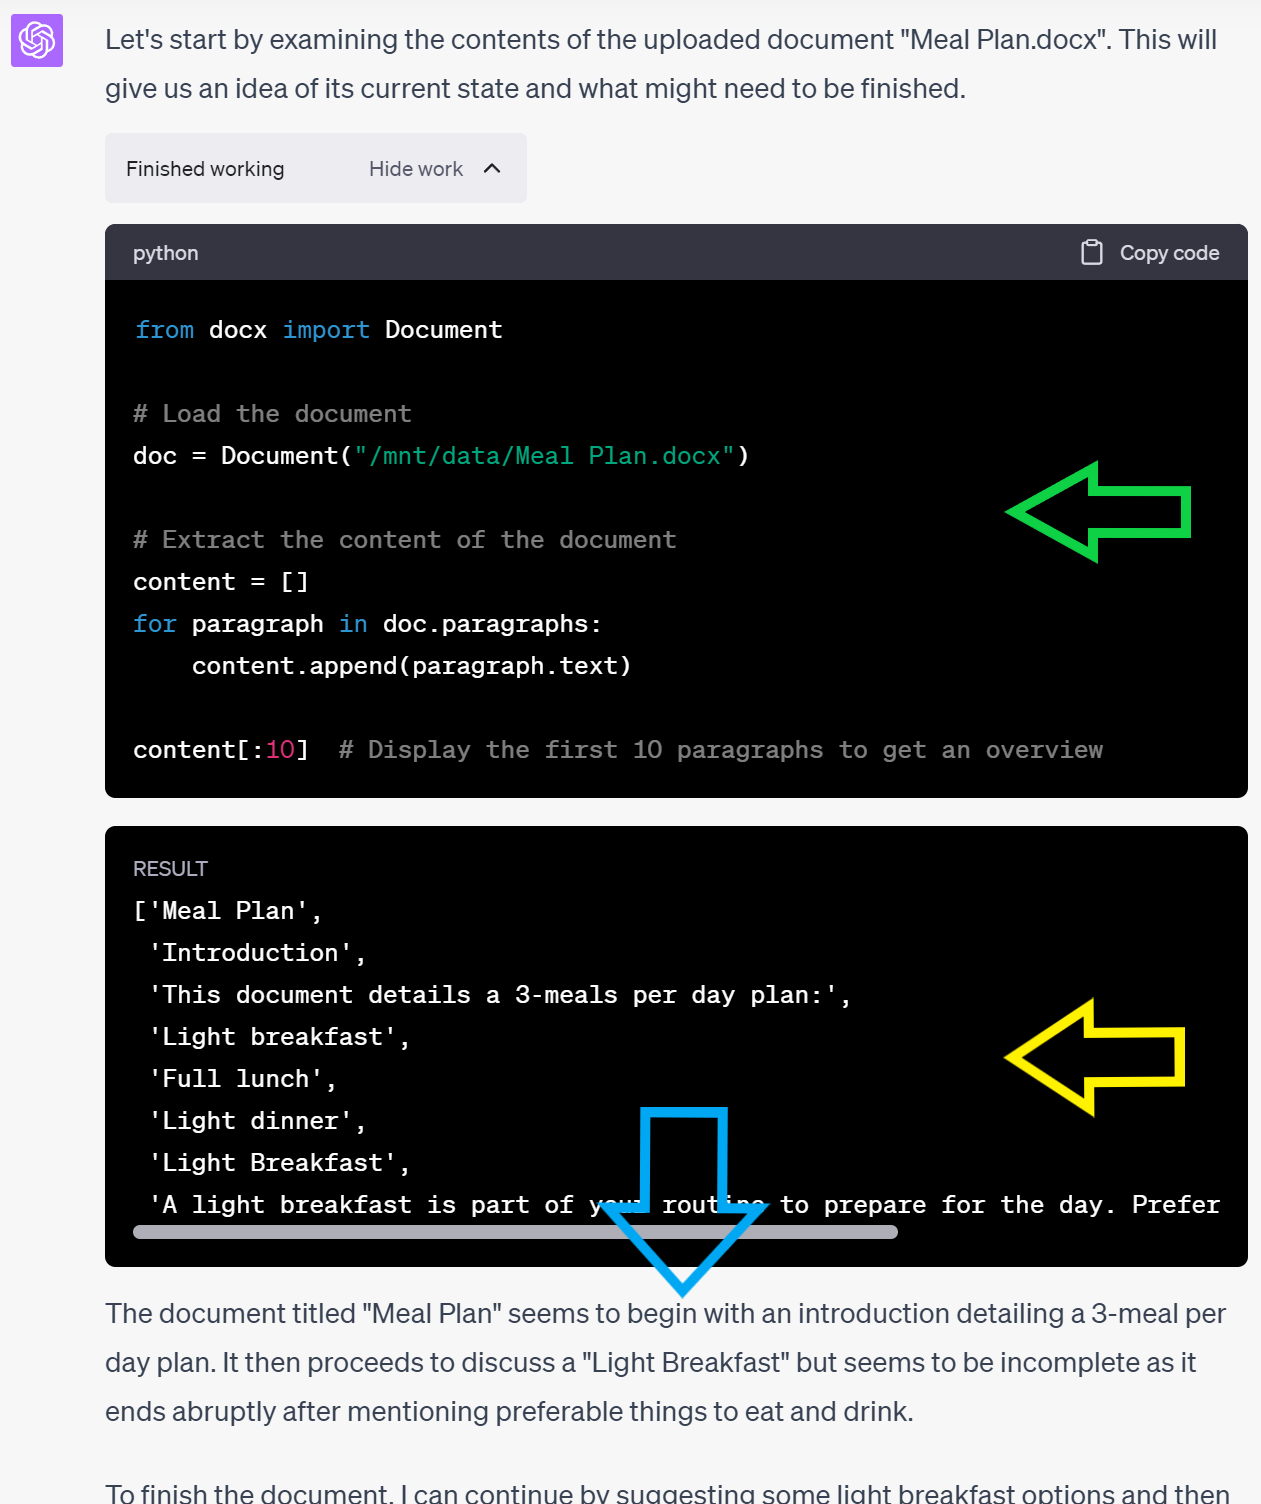 Let's start by examining the contents of the uploaded document "Meal Plan.docx". This will
give us an idea of its current state and what might need to be finished.
Finished working Hide work
python Copy code
from docx import Document
# Load the document
doc = Document("/mnt/data/Meal Plan.docx")
# Extract the content of the document
content = []
for paragraph in doc.paragraphs:
    content.append(paragraph.text)
content[:10]  # Display the first 10 paragraphs to get an overview
RESULT
['Meal Plan',
 'Introduction',
 'This document details a 3-meals per day plan:',
 'Light breakfast',
 'Full lunch',
 'Light dinner',
 'Light Breakfast',
 'A light breakfast is part of your routine to prepare for the day. Prefer
The document titled "Meal Plan" seems to begin with an introduction detailing a 3-meal per
day plan. It then proceeds to discuss a "Light Breakfast" but seems to be incomplete as it
ends abruptly after mentioning preferable things to eat and drink.
To finish the document, I can continue by suggesting some light breakfast options and then